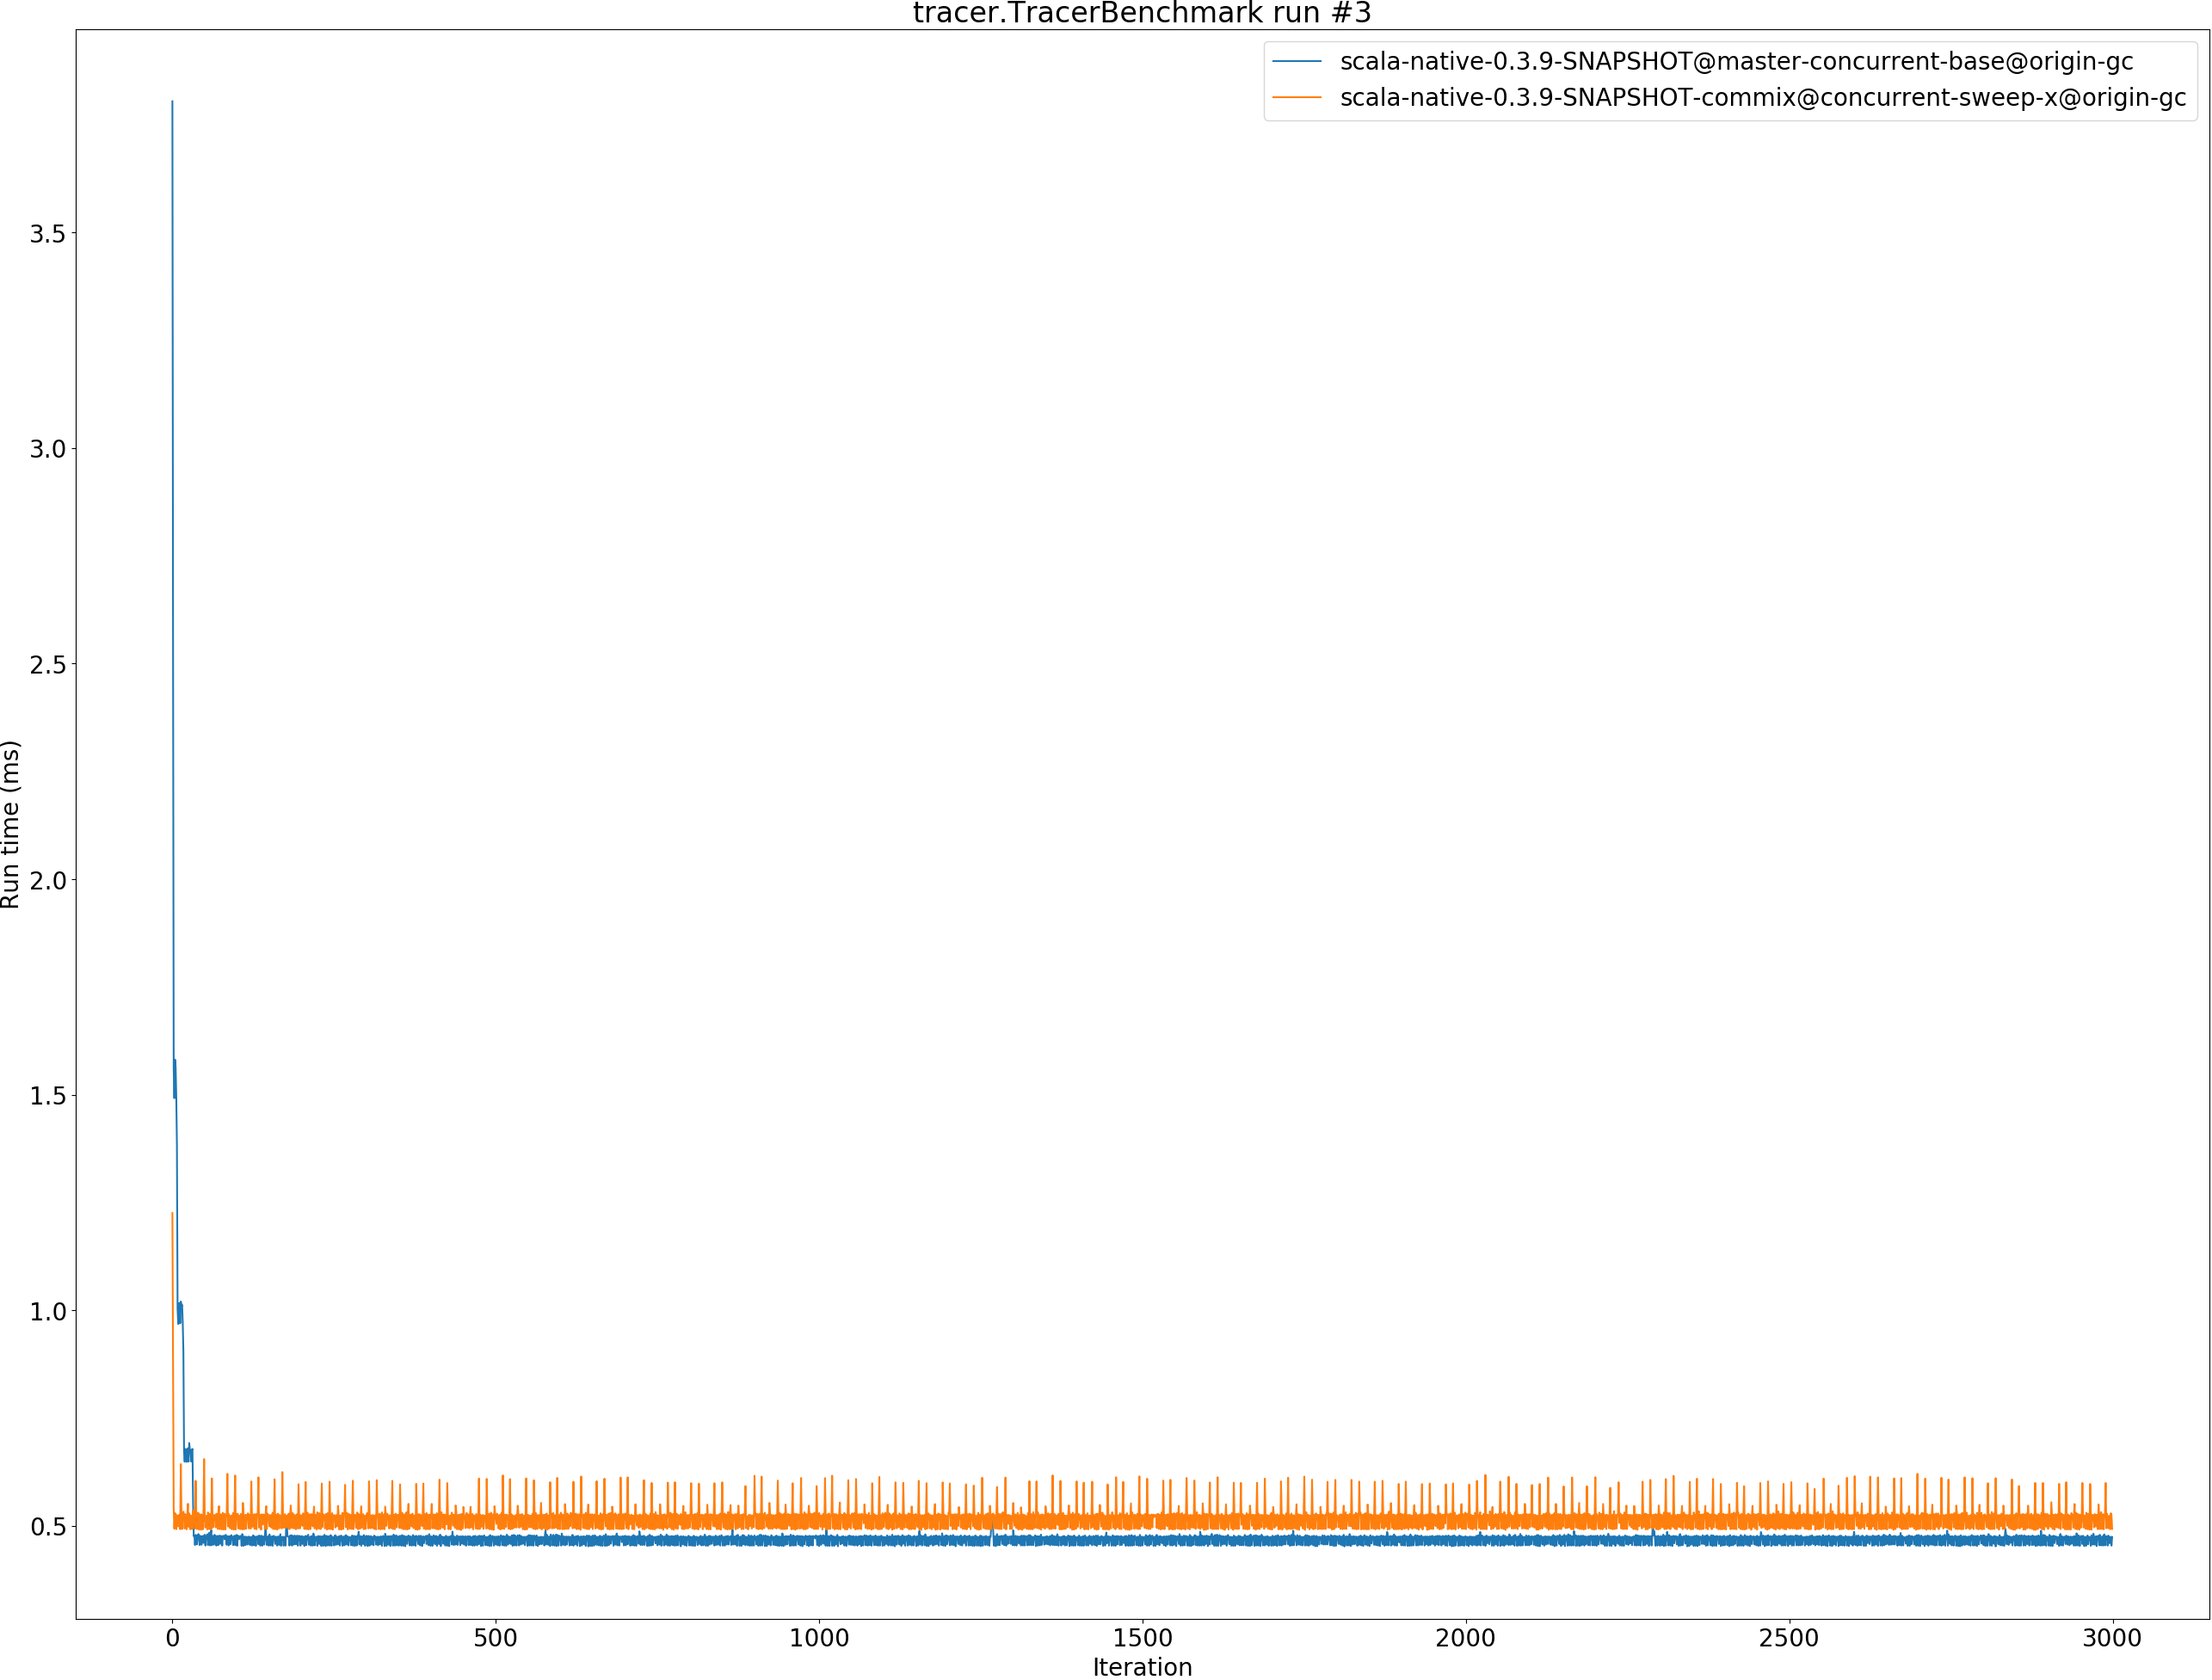 tracer.TracerBenchmark run #3
scala-native-0.3.9-SNAPSHOT@master-concurrent-base@origin-gc
scala-native-0.3.9-SNAPSHOT-commix@concurrent-sweep-x@origin-gc
3.5
3.0
2.5
2.0
1.5
1.0
0.5
Run time (ms)
0 500 1000 1500 2000 2500 3000
Iteration